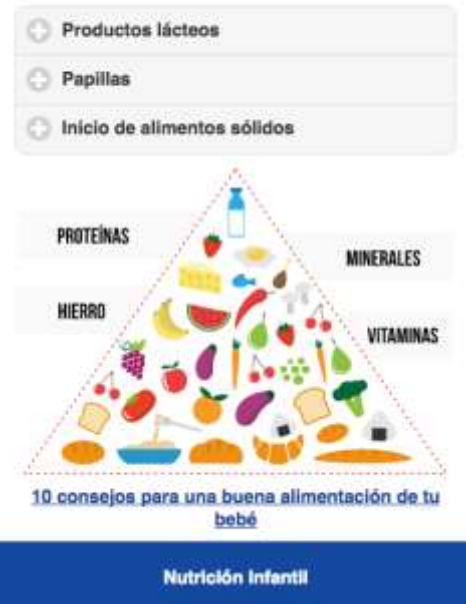 Productos lácteos
Papillas
Inicio de alimentos sólidos
PROTEÍNAS
MINERALES
HIERRO
VITAMINAS
10 consejos para una buena alimentación de tu
bebé
Nutrición Infantil